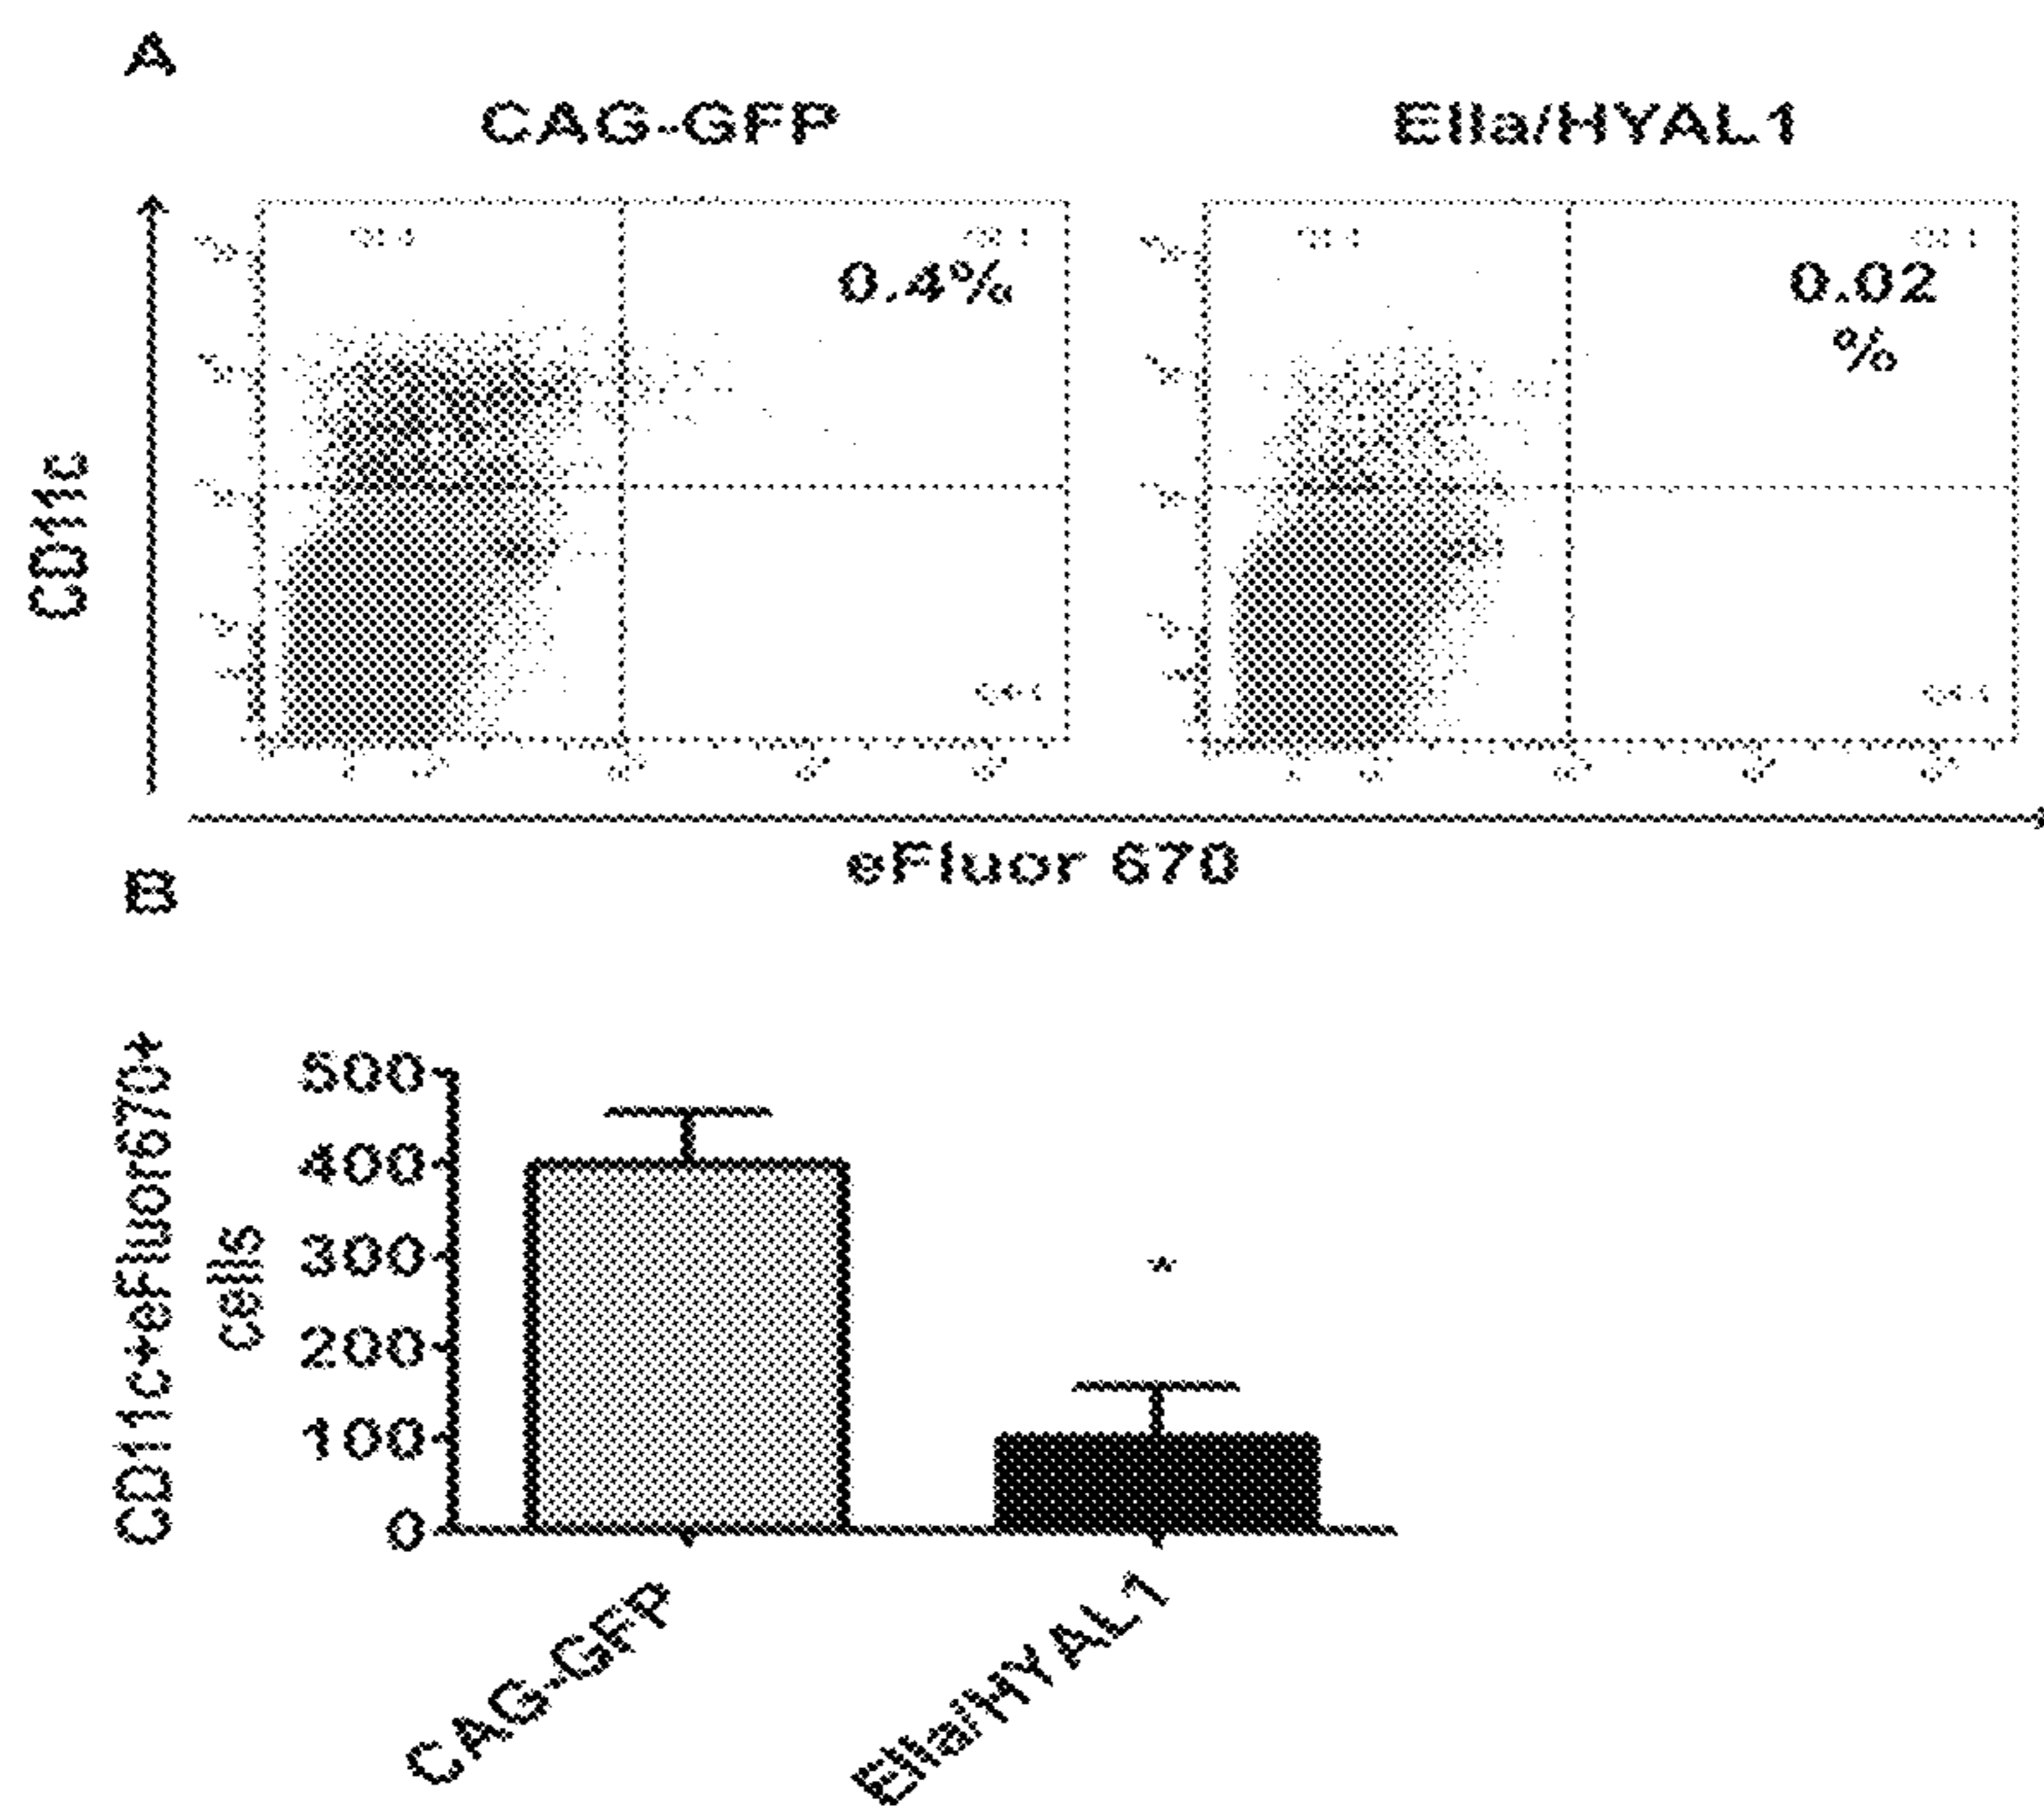 A
CAG-GFP
EIIa/HYAL1
0.4%
0.02
%
CD11c
eFluor 670
B
CD11c+eFluor670+
cells
500
400
300
200
100
0
*
CAG-GFP
EIIa/HYAL1